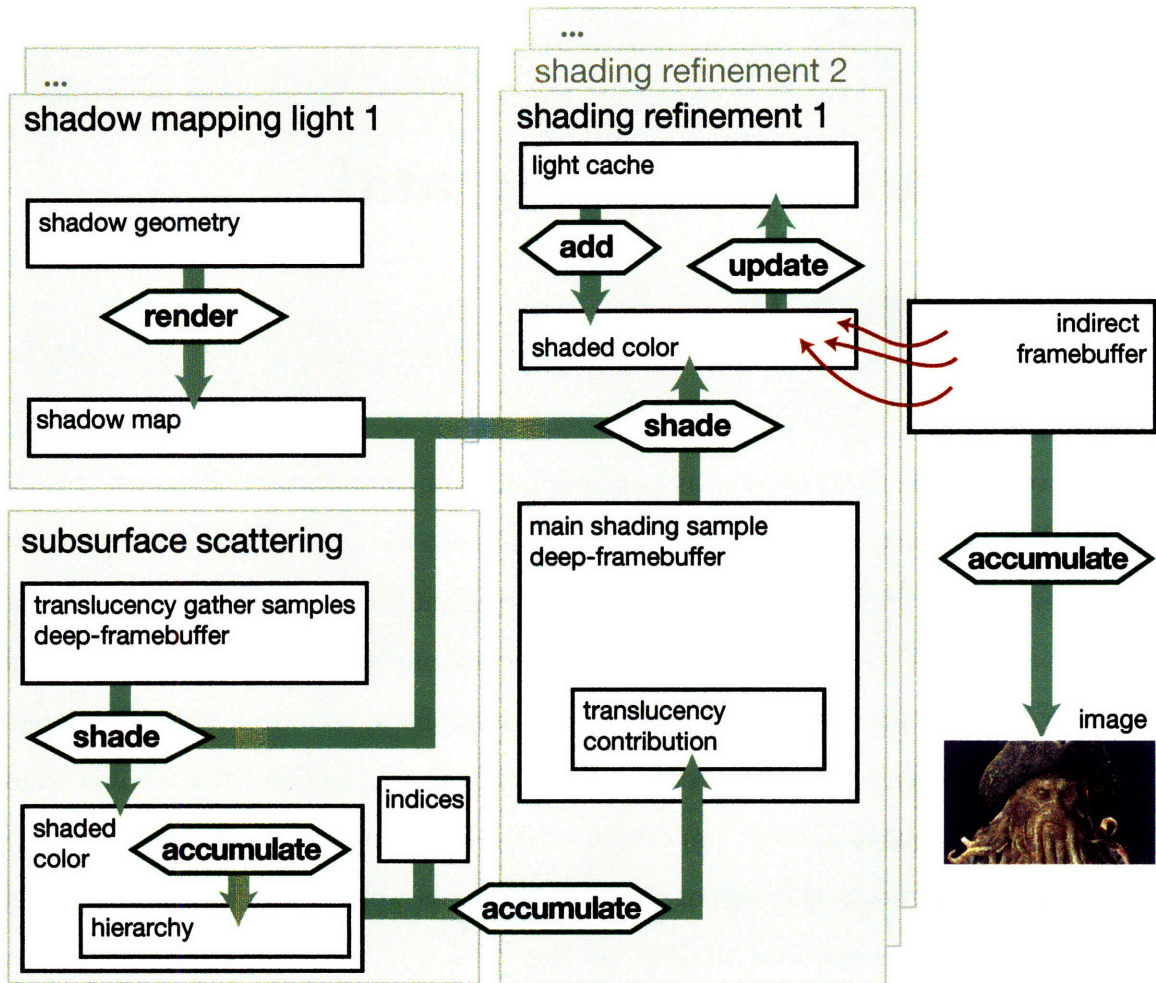 ...
shadow mapping light 1
shadow geometry
render
shadow map
subsurface scattering
translucency gather samples
deep-framebuffer
shade
shaded
color
accumulate
hierarchy
indices
accumulate
...
shading refinement 2
shading refinement 1
light cache
add
update
shaded color
shade
main shading sample
deep-framebuffer
translucency
contribution
indirect
framebuffer
accumulate
image